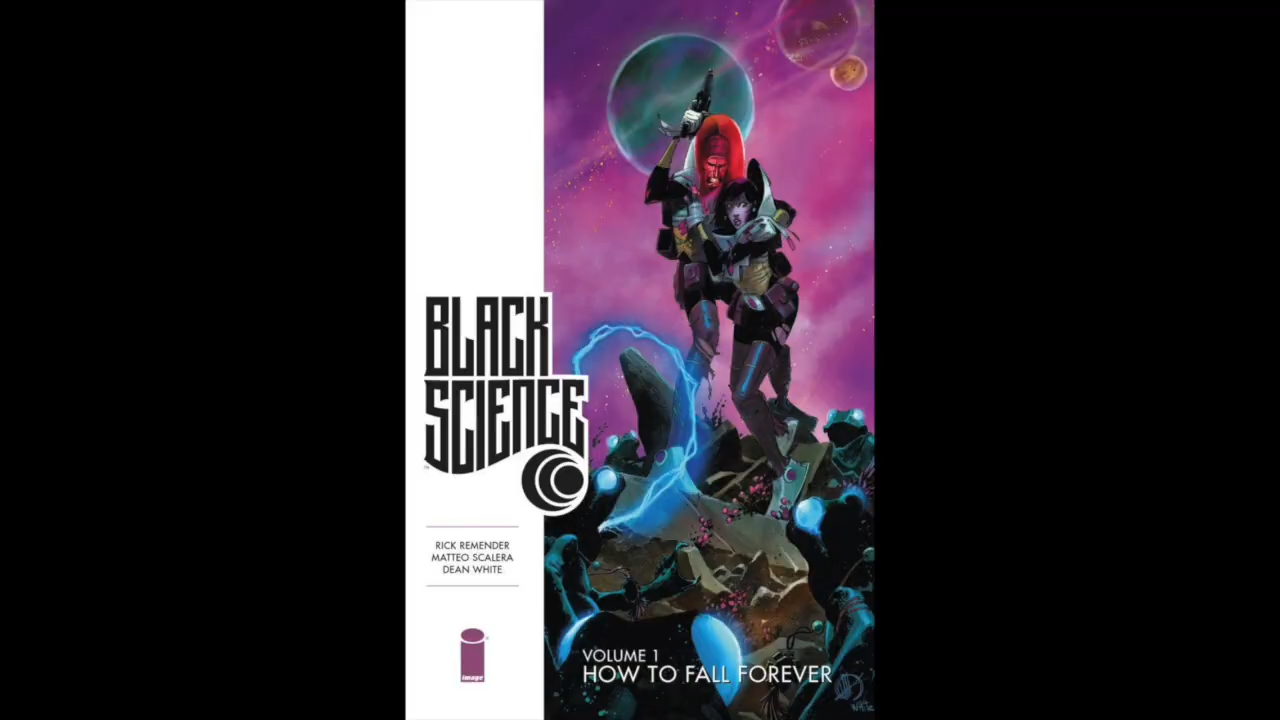 BLACK
SCIENCE
RICK REMENDER
MATTEO SCALERA
DEAN WHITE
image
VOLUME 1
HOW TO FALL FOREVER